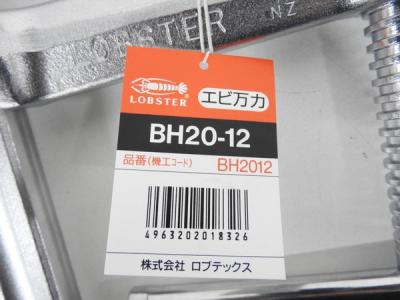 LOBSTER NZ
LOBSTER® エビ万力
BH20-12
品番(機工コード) BH2012
4963202018326
株式会社 ロブテックス